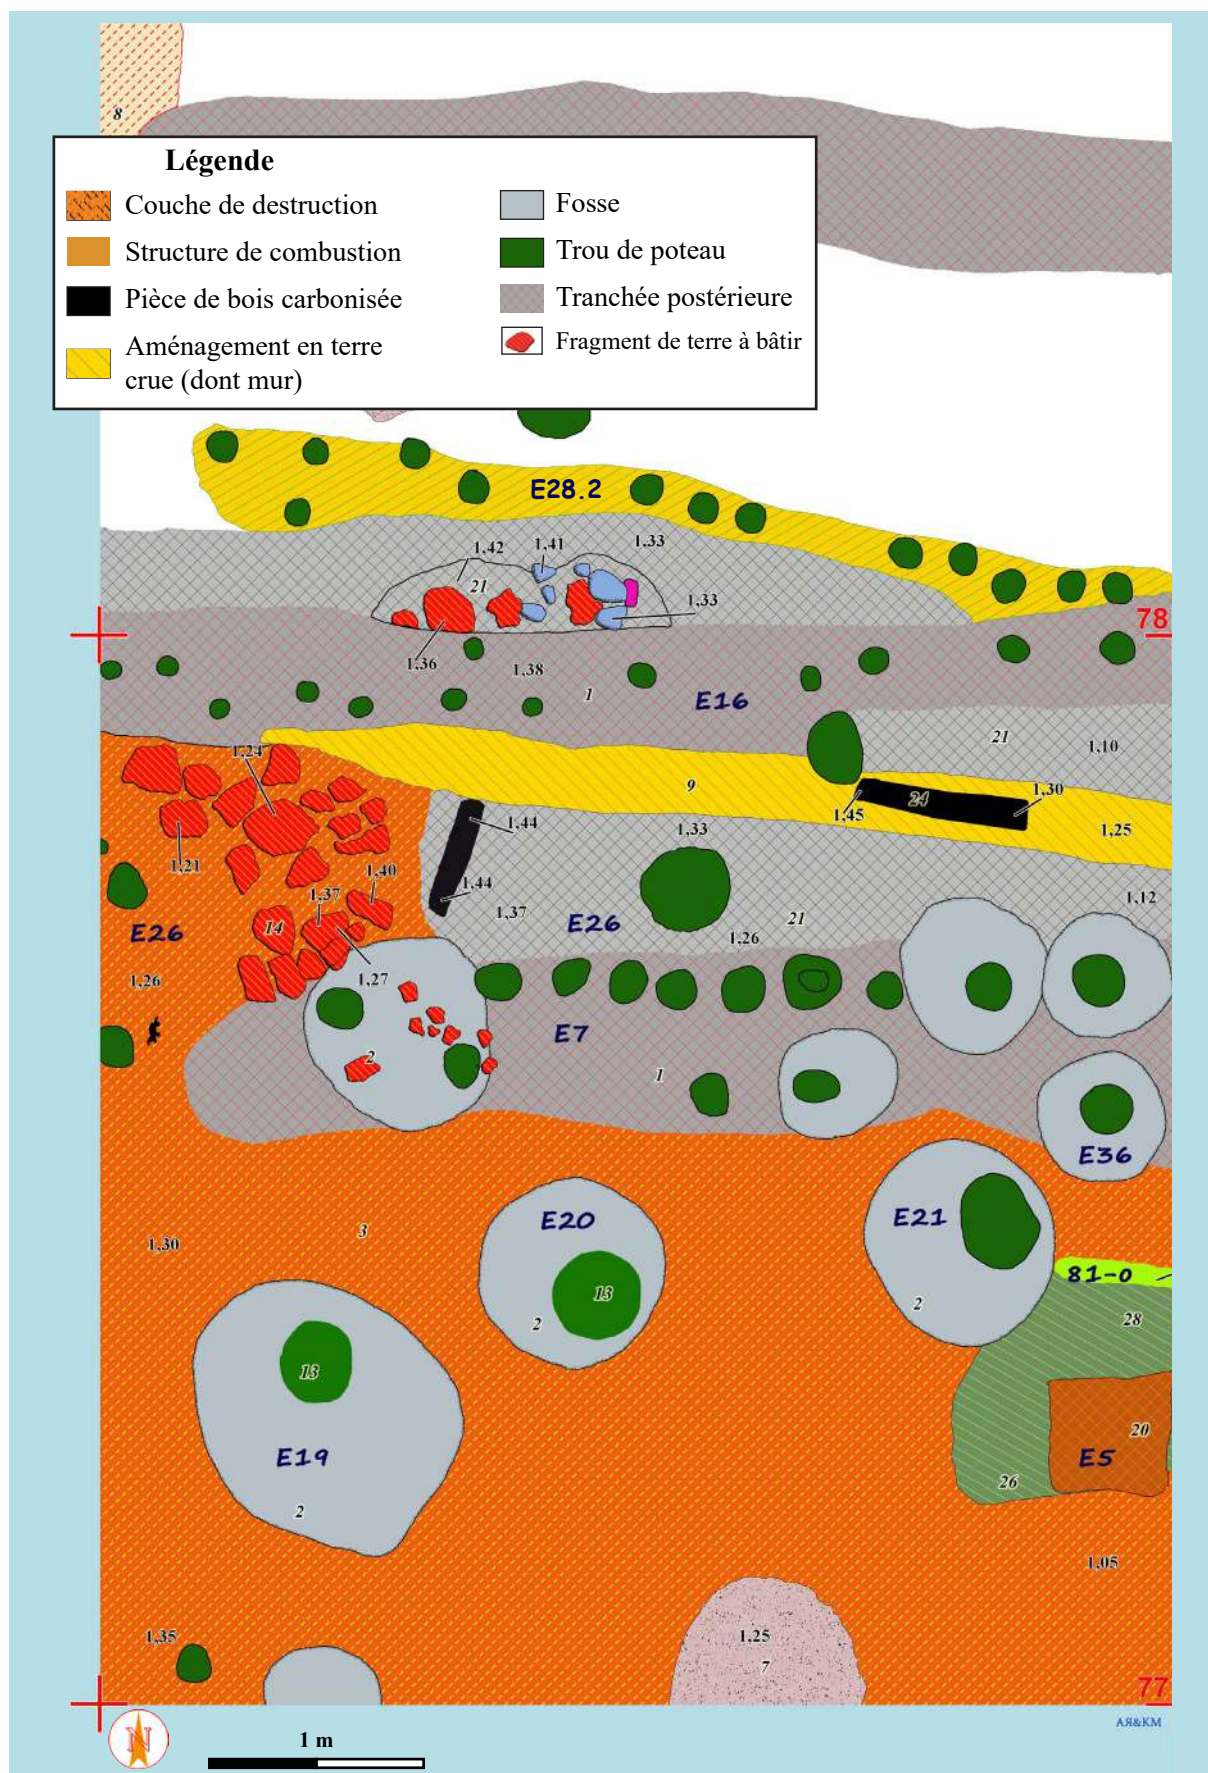 8
Légende
Couche de destruction
Structure de combustion
Pièce de bois carbonisée
Aménagement en terre
crue (dont mur)
Fosse
Trou de poteau
Tranchée postérieure
Fragment de terre à bâtir
E28.2
1,42
1,41
1,33
21
1,33
78
1,36
1,38
1
E16
21
1,10
1,24
9
24
1,30
1,45
1,25
1,44
1,33
1,21
1,40
1,44
1,37
1,37
1,12
14
E26
E26
21
1,26
1,27
1,26
E7
2
1
E36
E20
E21
3
1,30
81-0
13
2
2
28
13
20
E19
E5
26
2
1,05
1,35
1,25
7
77
N
АЯ&KM
1 m